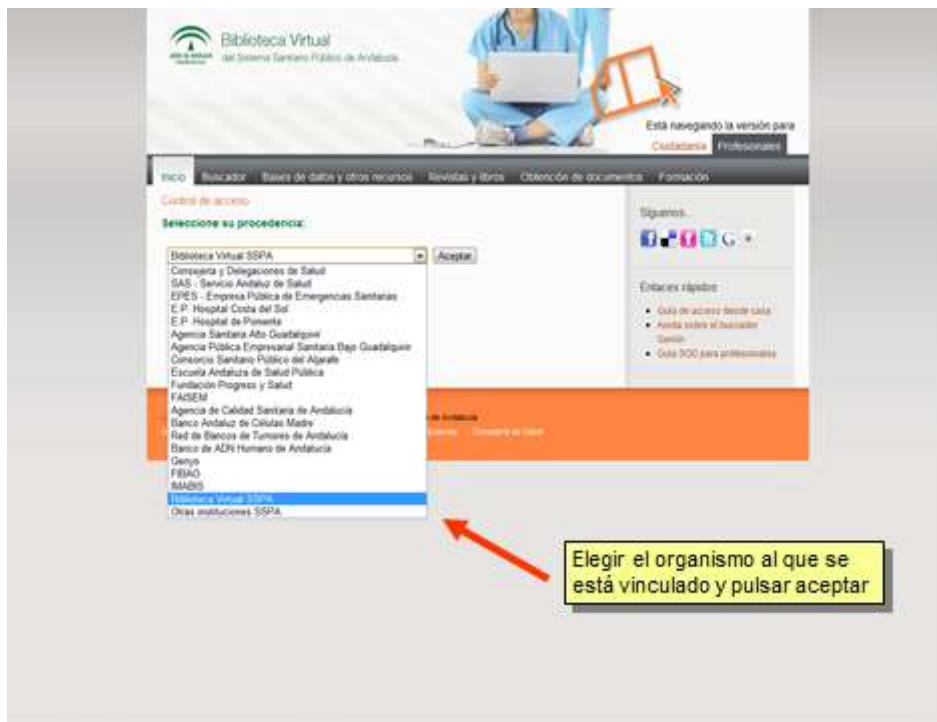 Biblioteca Virtual
del Sistema Sanitario Público de Andalucía
Está navegando la versión para
Ciudadanía Profesionales
Inicio Buscador Bases de datos y otros recursos Revistas y libros Obtención de documentos Formación
Control de acceso
Seleccione su procedencia:
Síguenos...
Biblioteca Virtual SSPA Aceptar
Consejería y Delegaciones de Salud
SAS - Servicio Andaluz de Salud
EPES - Empresa Pública de Emergencias Sanitarias
E.P. Hospital Costa del Sol
E.P. Hospital de Poniente
Agencia Sanitaria Alto Guadalquivir
Agencia Pública Empresarial Sanitaria Bajo Guadalquivir
Consorcio Sanitario Público del Aljarafe
Escuela Andaluza de Salud Pública
Fundación Progreso y Salud
FAISEM
Agencia de Calidad Sanitaria de Andalucía
Banco Andaluz de Células Madre
Red de Bancos de Tumores de Andalucía
Banco de ADN Humano de Andalucía
Genyo
FIBAO
IMABIS
Biblioteca Virtual SSPA
Otras instituciones SSPA
Enlaces rápidos
Guía de acceso desde casa
Ayuda sobre el buscador
Gerión
Guía SOD para profesionales
de Andalucía
Consejería de Salud
Elegir el organismo al que se
está vinculado y pulsar aceptar